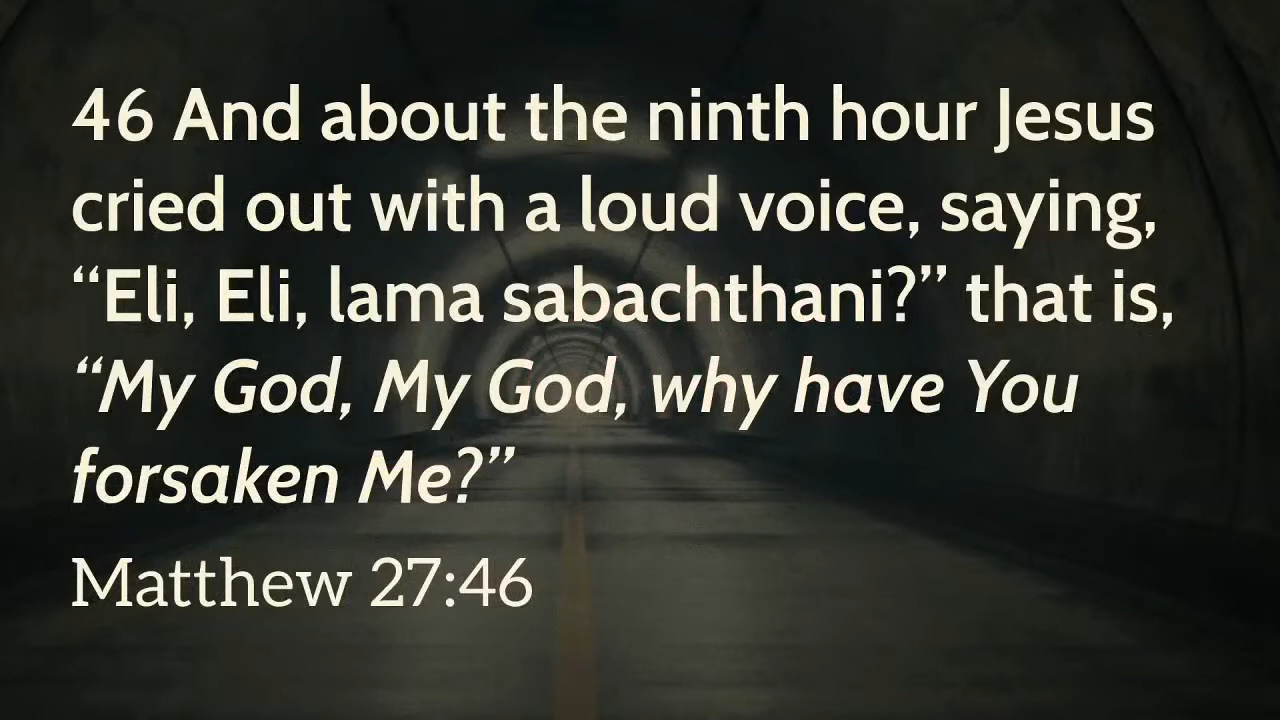 46 And about the ninth hour Jesus
cried out with a loud voice, saying,
“Eli, Eli, lama sabachthani?” that is,
“My God, My God, why have You
forsaken Me?”
Matthew 27:46